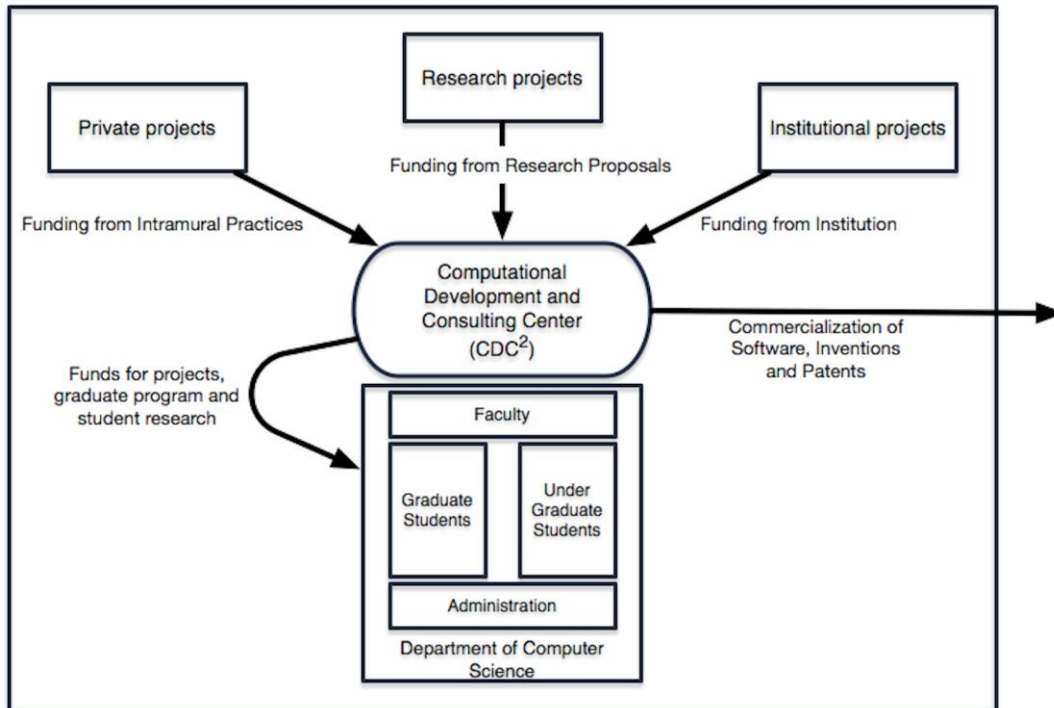 Research projects
Private projects
Institutional projects
Funding from Research Proposals
Funding from Intramural Practices
Funding from Institution
Computational
Development and
Consulting Center
(CDC²)
Commercialization of
Software, Inventions
and Patents
Funds for projects,
graduate program and
student research
Faculty
Graduate
Students
Under
Graduate
Students
Administration
Department of Computer
Science